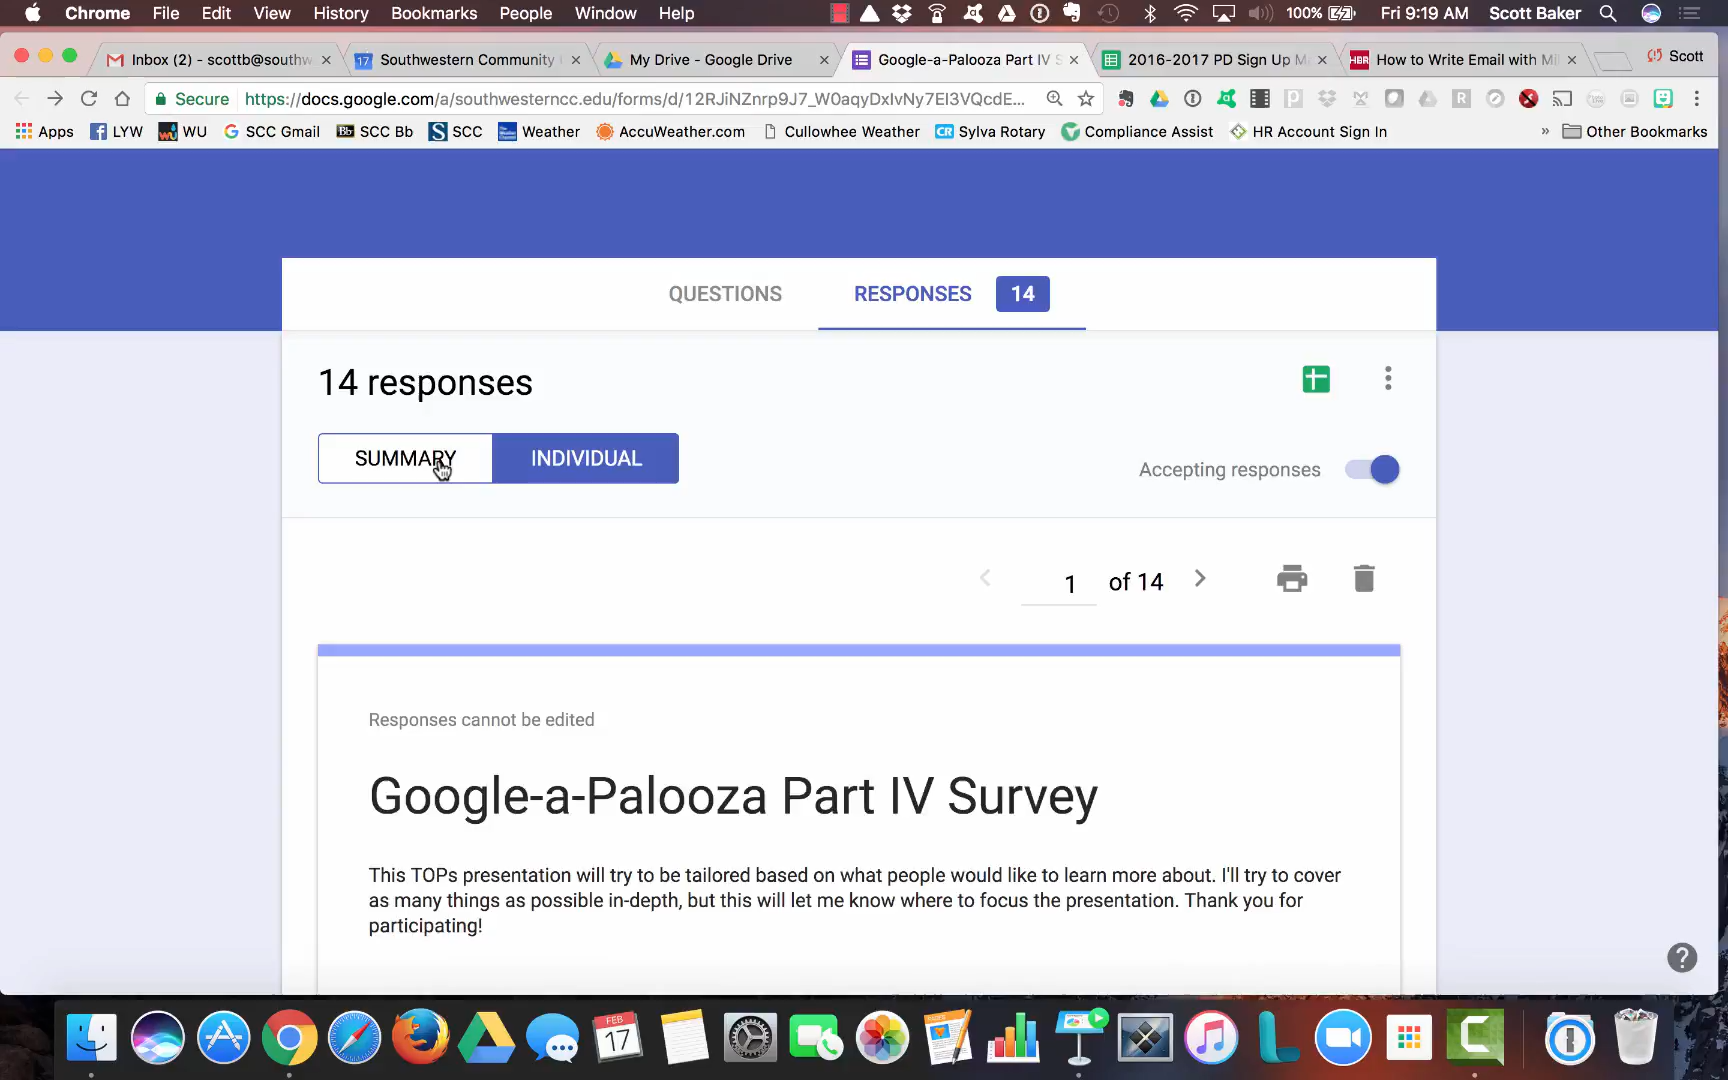 Chrome File Edit View History Bookmarks People Window Help 100% Fri 9:19 AM Scott Baker
Inbox (2) - scottb@southw
17 Southwestern Community
My Drive - Google Drive
Google-a-Palooza Part IV S
2016-2017 PD Sign Up M
HBR How to Write Email with Mi
Scott
Secure https://docs.google.com/a/southwesterncc.edu/forms/d/12RJiNZnrp9J7_W0aqyDxIvNy7EI3VQcdE...
Apps LYW WU SCC Gmail Bb SCC Bb S SCC Weather AccuWeather.com Cullowhee Weather CR Sylva Rotary Compliance Assist HR Account Sign In » Other Bookmarks
QUESTIONS RESPONSES 14
14 responses
SUMMARY INDIVIDUAL
Accepting responses
1 of 14
Responses cannot be edited
Google-a-Palooza Part IV Survey
This TOPs presentation will try to be tailored based on what people would like to learn more about. I'll try to cover
as many things as possible in-depth, but this will let me know where to focus the presentation. Thank you for
participating!
?
FEB
17